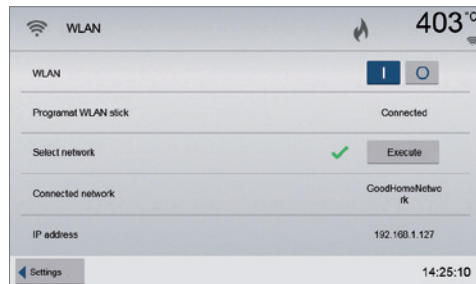 WLAN
403°C
WLAN
I O
Programat WLAN stick
Connected
Select network
Execute
Connected network
GoodHomeNetwo
rk
IP address
192.168.1.127
Settings
14:25:10